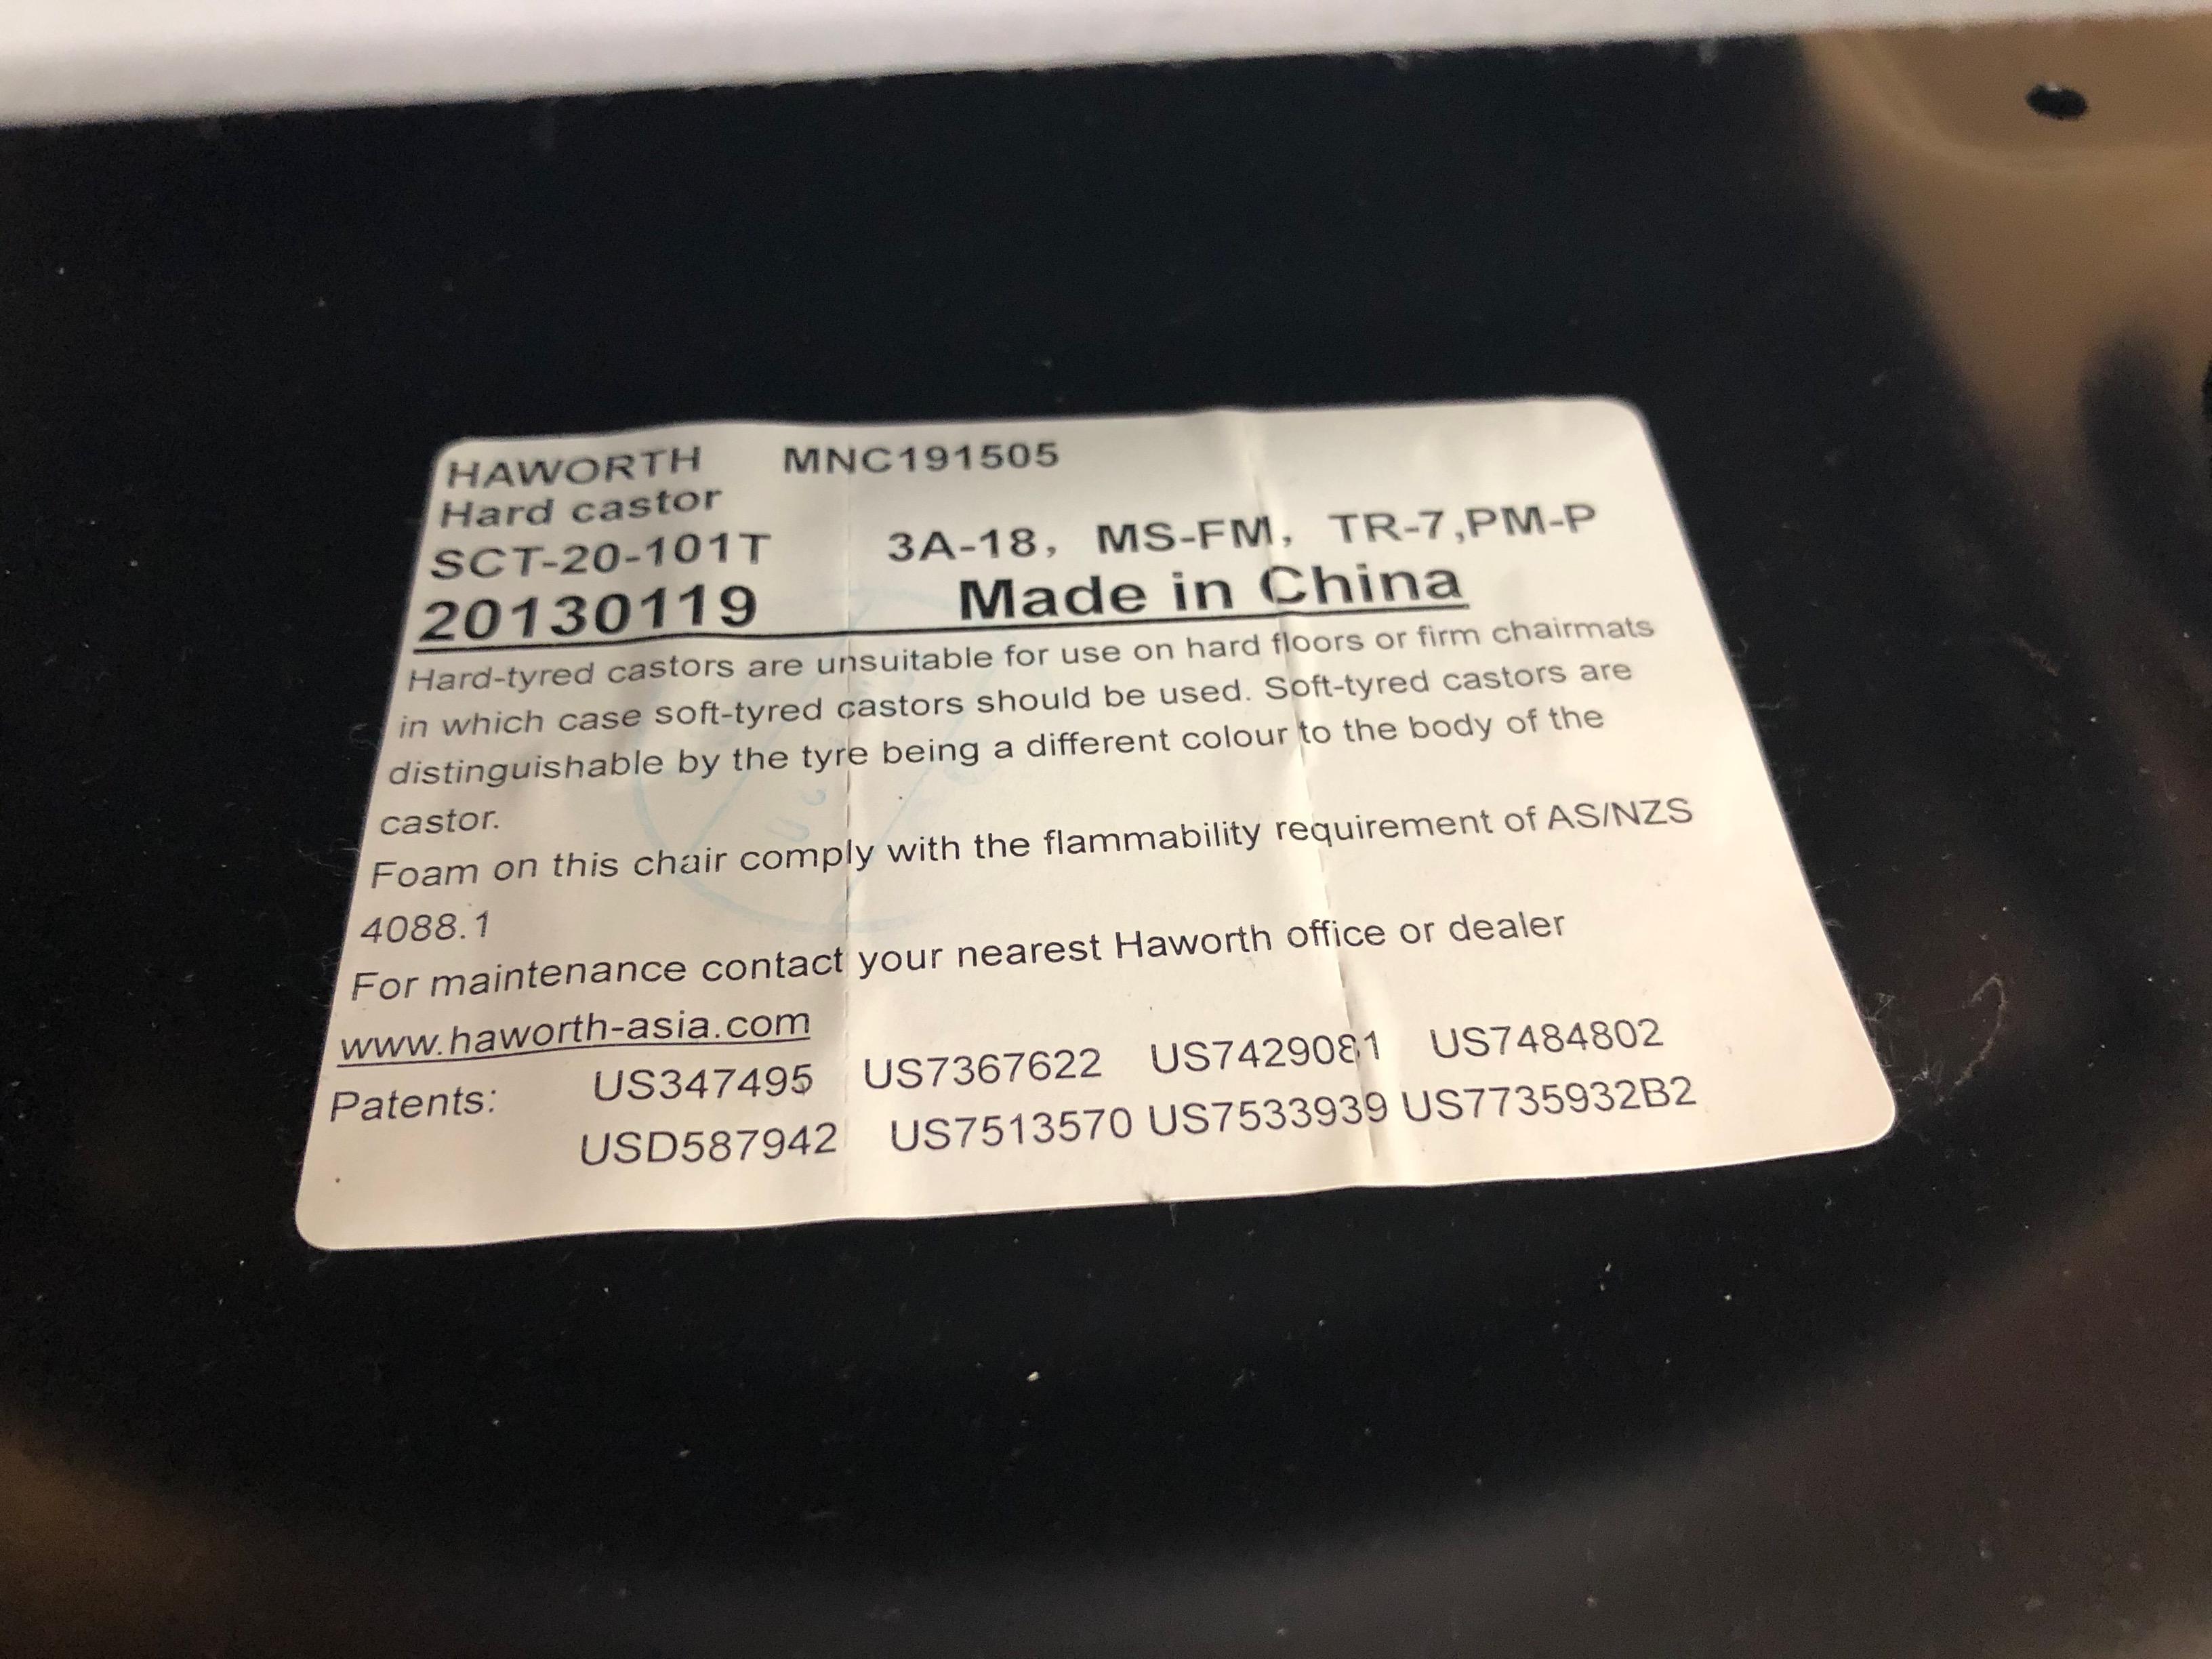 HAWORTH MNC191505
Hard castor
SCT-20-101T 3A-18, MS-FM, TR-7,PM-P
20130119 Made in China
Hard-tyred castors are unsuitable for use on hard floors or firm chairmats
in which case soft-tyred castors should be used. Soft-tyred castors are
distinguishable by the tyre being a different colour to the body of the
castor.
Foam on this chair comply with the flammability requirement of AS/NZS
4088.1
For maintenance contact your nearest Haworth office or dealer
www.haworth-asia.com
Patents: US347495 US7367622 US7429081 US7484802
USD587942 US7513570 US7533939 US7735932B2